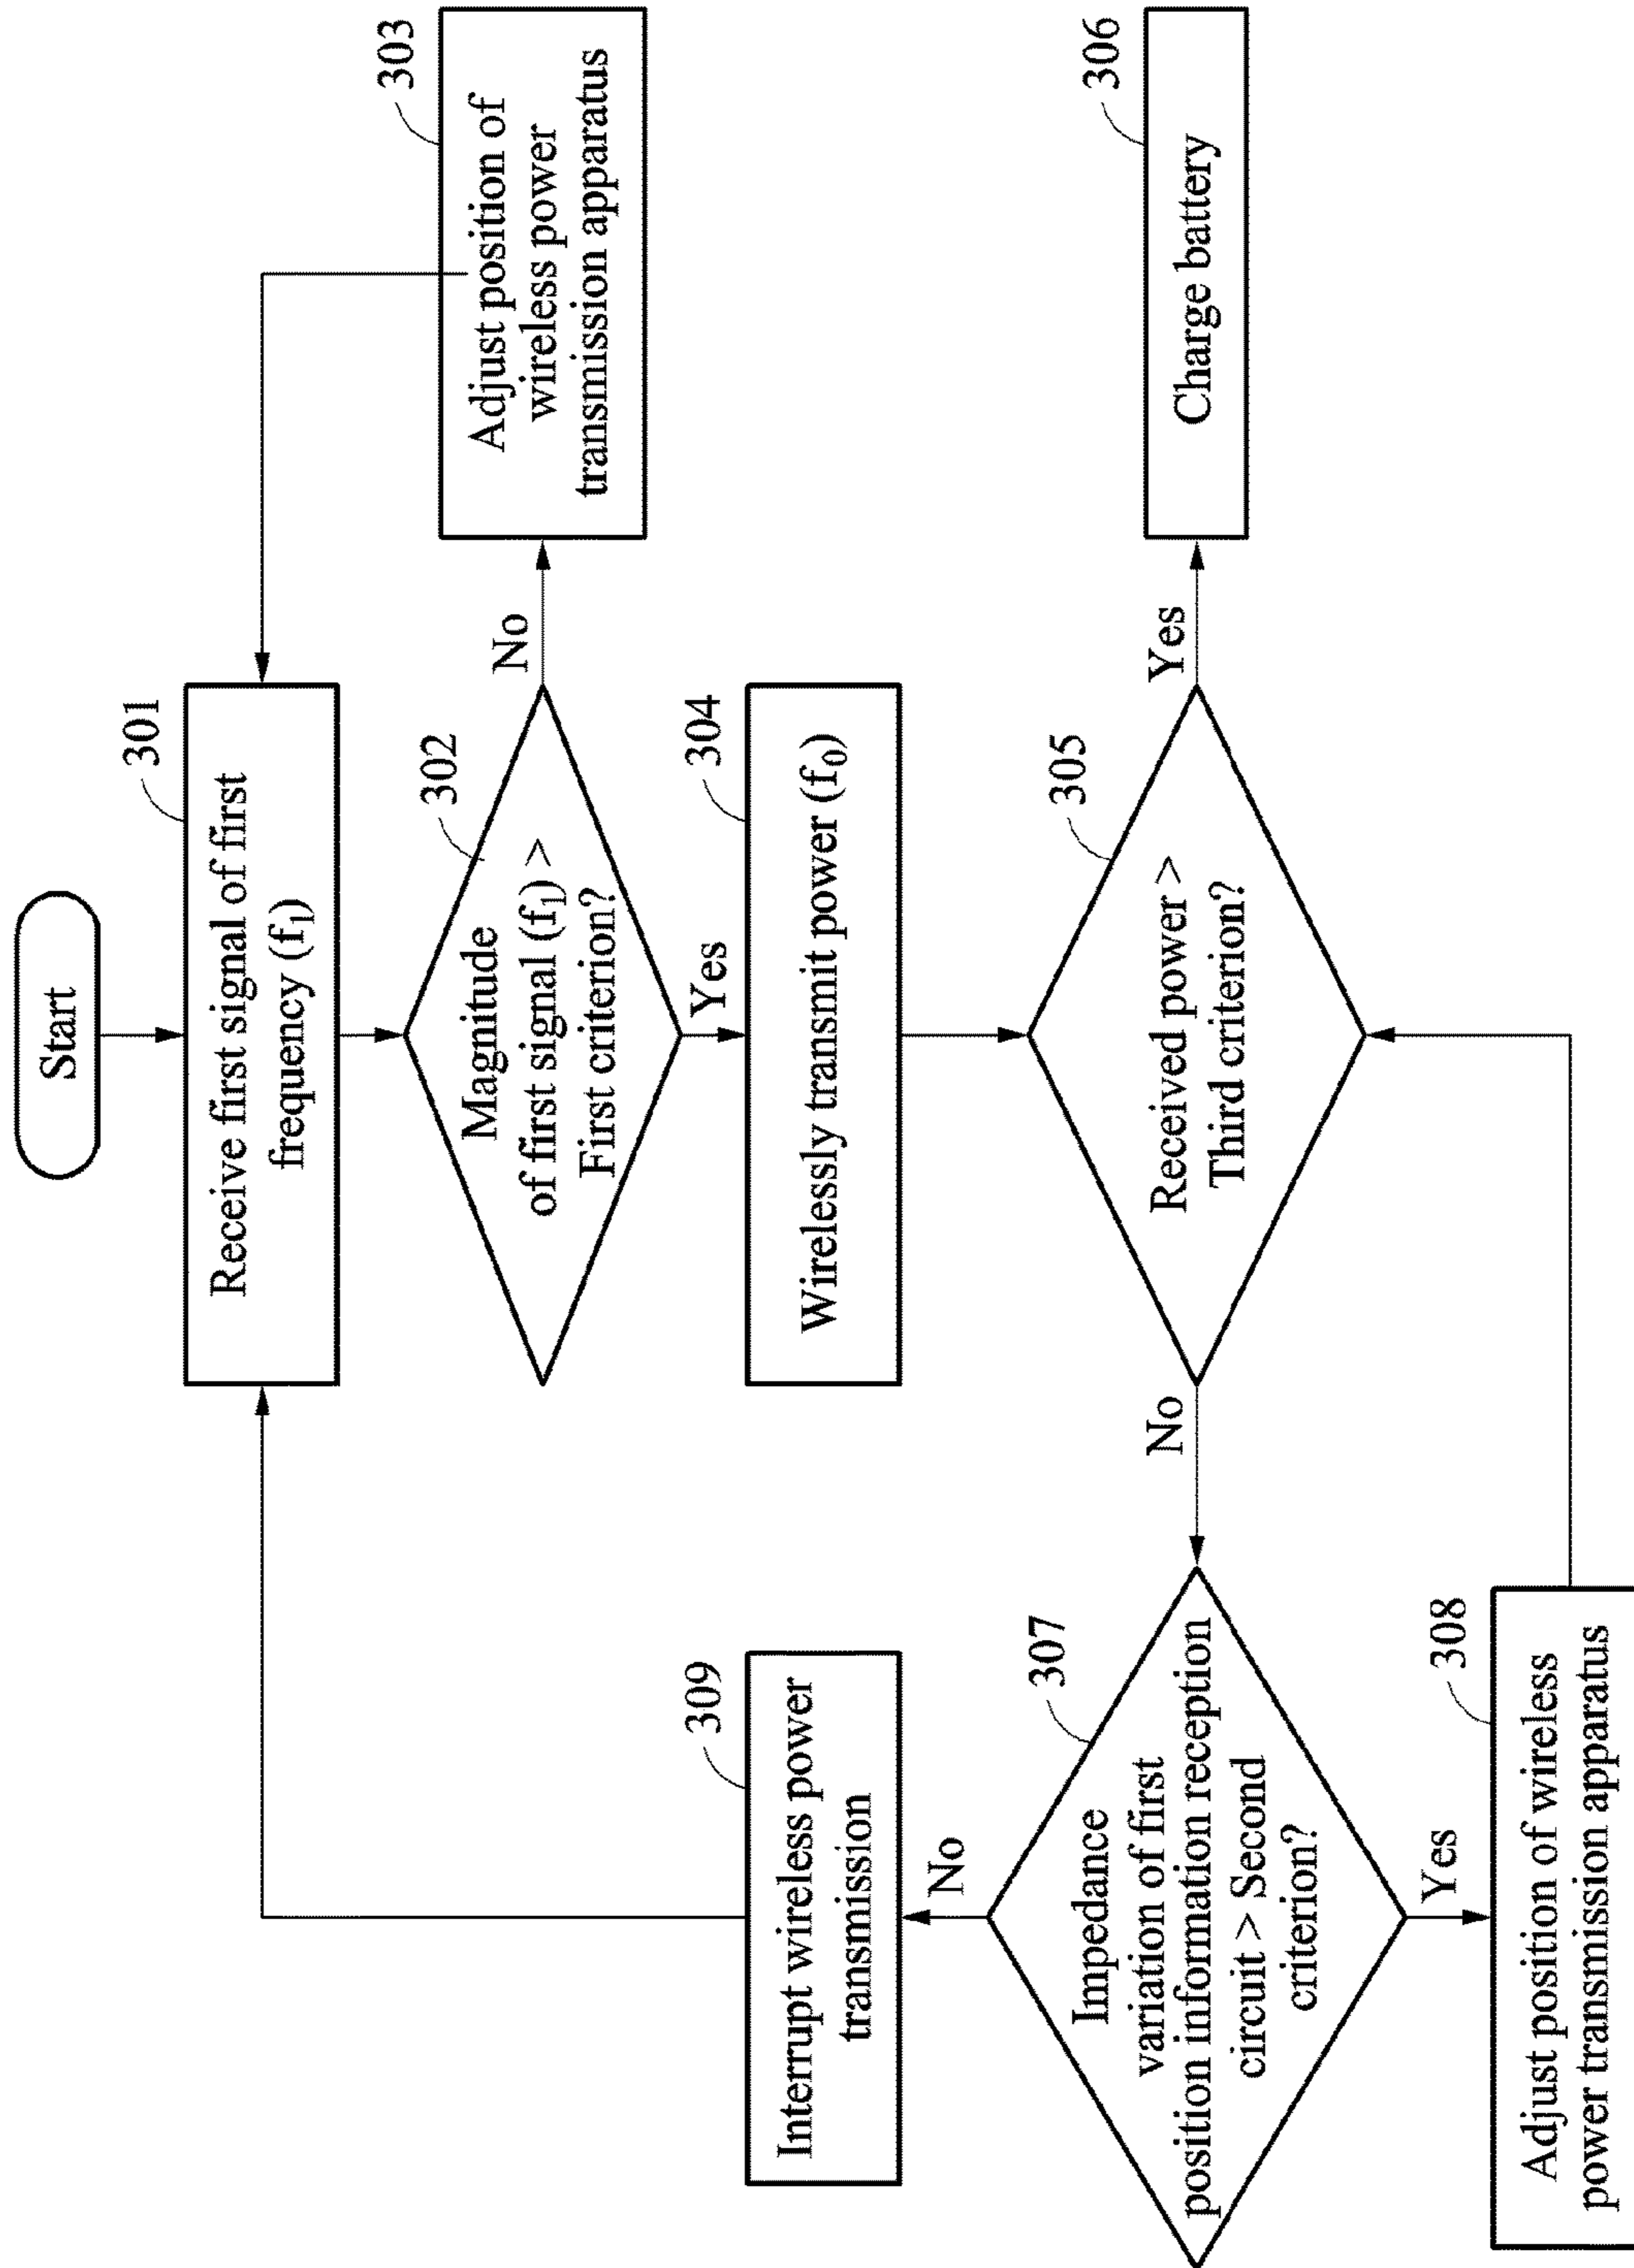 Start
301
Receive first signal of first
frequency (f₁)
302
Magnitude
of first signal (f₁) >
First criterion?
No
303
Adjust position of
wireless power
transmission apparatus
Yes
304
Wirelessly transmit power (f₀)
305
Received power >
Third criterion?
Yes
306
Charge battery
No
307
Impedance
variation of first
position information reception
circuit > Second
criterion?
No
309
Interrupt wireless power
transmission
Yes
308
Adjust position of wireless
power transmission apparatus